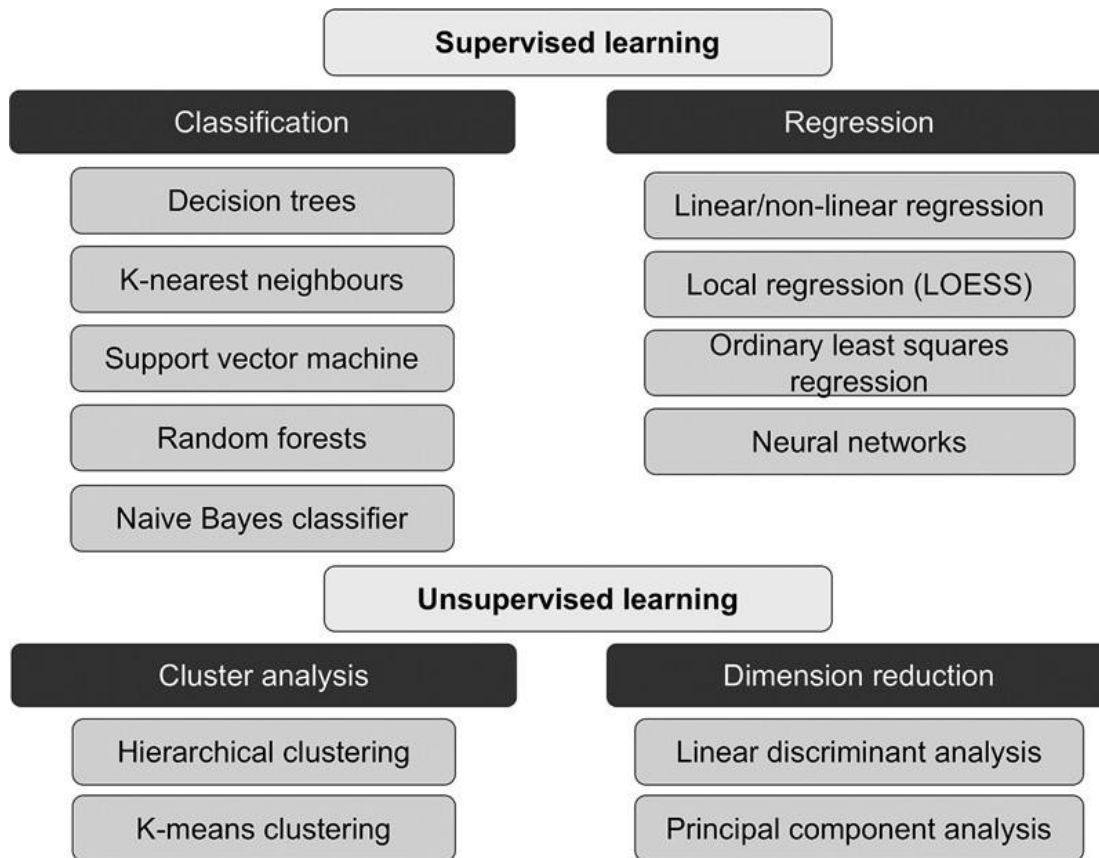 Supervised learning
Classification
Decision trees
K-nearest neighbours
Support vector machine
Random forests
Naive Bayes classifier
Regression
Linear/non-linear regression
Local regression (LOESS)
Ordinary least squares
regression
Neural networks
Unsupervised learning
Cluster analysis
Hierarchical clustering
K-means clustering
Dimension reduction
Linear discriminant analysis
Principal component analysis